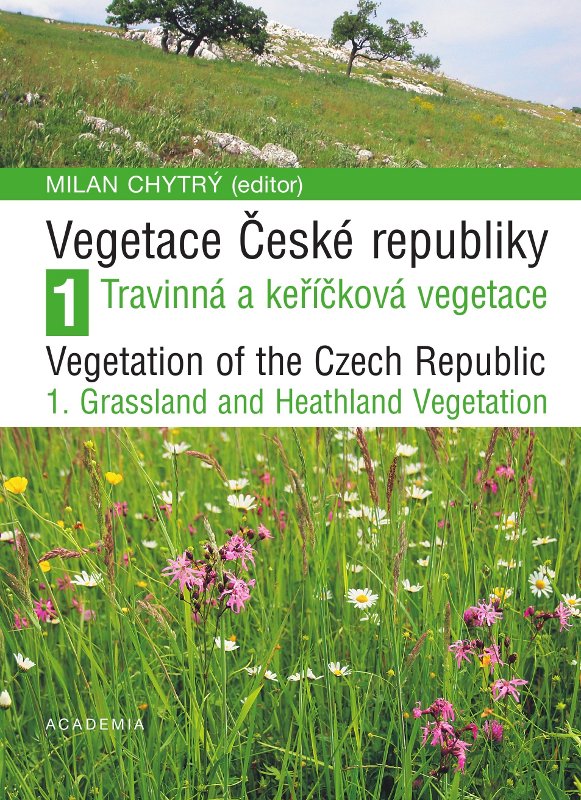 MILAN CHYTRÝ (editor)
Vegetace České republiky
1 Travinná a keříčková vegetace
Vegetation of the Czech Republic
1. Grassland and Heathland Vegetation
ACADEMIA